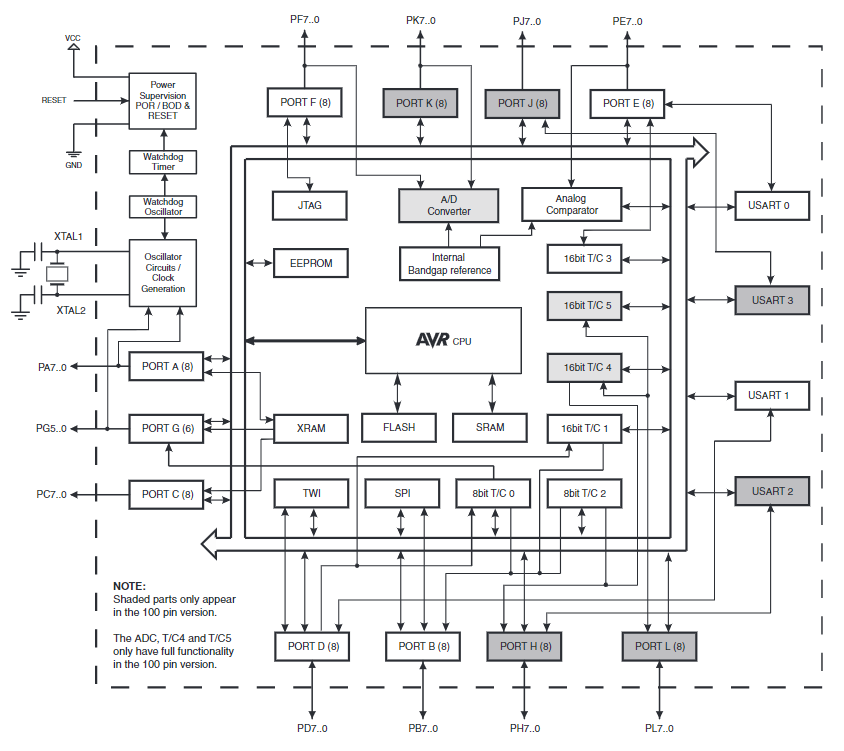 PF7..0
PK7..0
PJ7..0
PE7..0
VCC
RESET
GND
Power
Supervision
POR / BOD &
RESET
PORT F (8)
PORT K (8)
PORT J (8)
PORT E (8)
Watchdog
Timer
Watchdog
Oscillator
JTAG
A/D
Converter
Analog
Comparator
USART 0
XTAL1
XTAL2
Oscillator
Circuits /
Clock
Generation
EEPROM
Internal
Bandgap reference
16bit T/C 3
16bit T/C 5
USART 3
AVR CPU
16bit T/C 4
PA7..0
PORT A (8)
USART 1
PG5..0
PORT G (6)
XRAM
FLASH
SRAM
16bit T/C 1
PC7..0
PORT C (8)
TWI
SPI
8bit T/C 0
8bit T/C 2
USART 2
NOTE:
Shaded parts only appear
in the 100 pin version.
The ADC, T/C4 and T/C5
only have full functionality
in the 100 pin version.
PORT D (8)
PORT B (8)
PORT H (8)
PORT L (8)
PD7..0
PB7..0
PH7..0
PL7..0